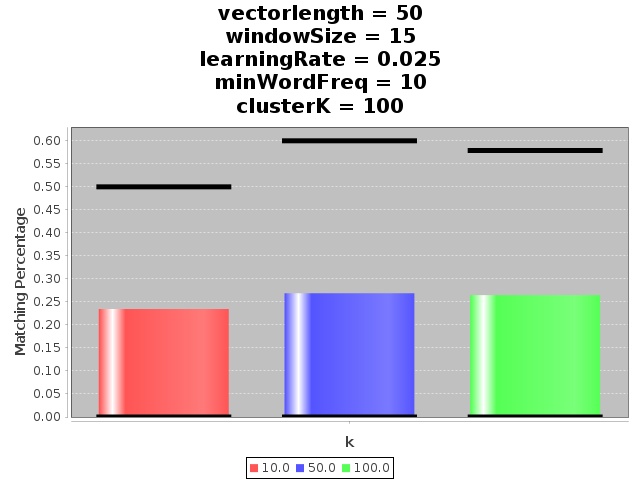 vectorlength = 50
windowSize = 15
learningRate = 0.025
minWordFreq = 10
clusterK = 100
0.60
0.55
0.50
0.45
0.40
0.35
0.30
0.25
0.20
0.15
0.10
0.05
0.00
Matching Percentage
k
10.0 50.0 100.0